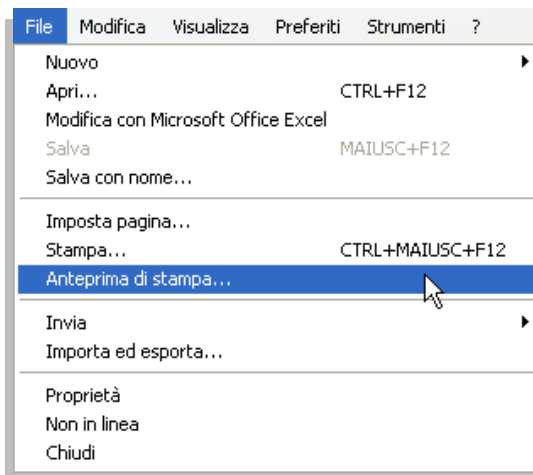 File Modifica Visualizza Preferiti Strumenti ?
Nuovo
Apri... CTRL+F12
Modifica con Microsoft Office Excel
Salva MAIUSC+F12
Salva con nome...
Imposta pagina...
Stampa... CTRL+MAIUSC+F12
Anteprima di stampa...
Invia
Importa ed esporta...
Proprietà
Non in linea
Chiudi